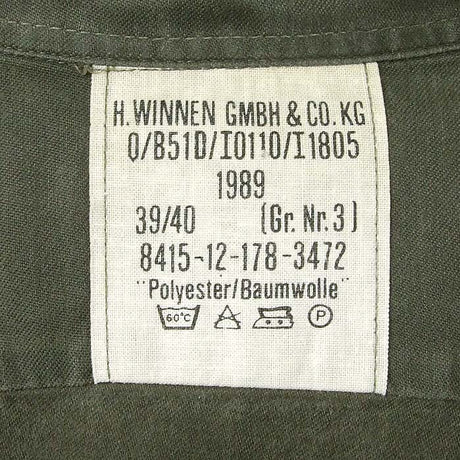 H. WINNEN GMBH & CO. KG
Q/B51D/I0110/I1805
1989
39/40 (Gr. Nr. 3)
8415-12-178-3472
"Polyester/Baumwolle"
60°C A P